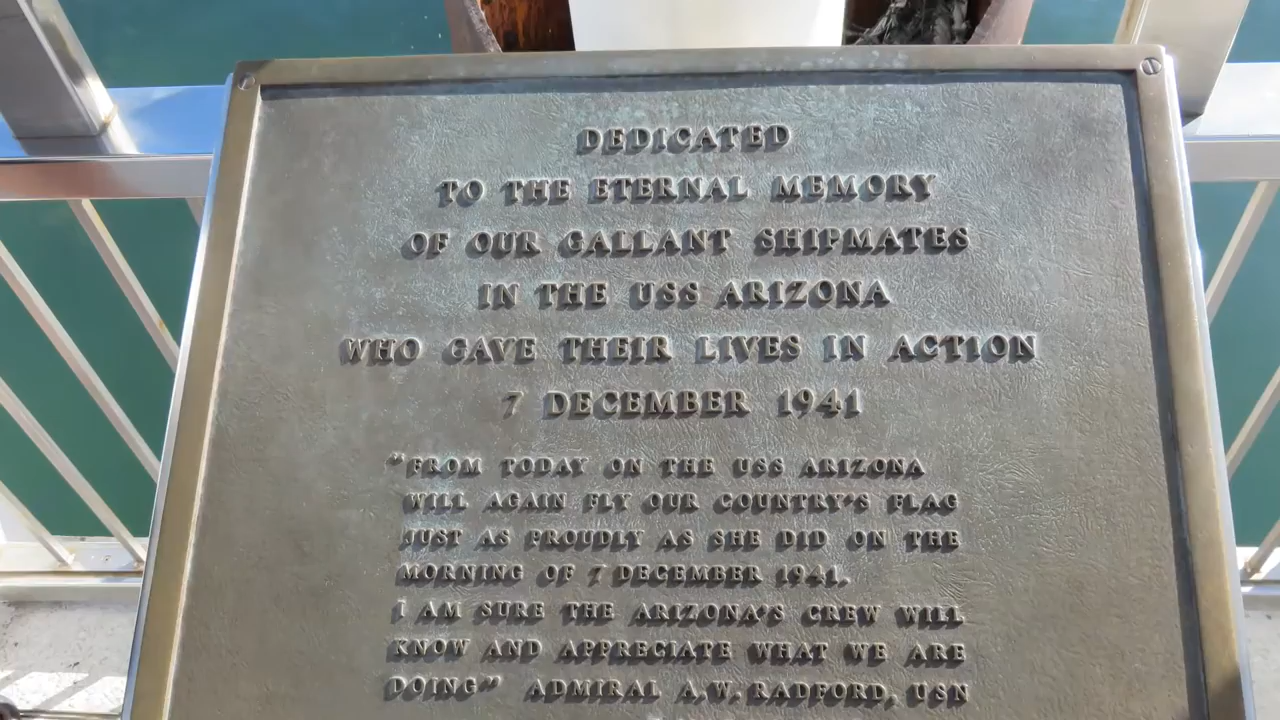 DEDICATED
TO THE ETERNAL MEMORY
OF OUR GALLANT SHIPMATES
IN THE USS ARIZONA
WHO GAVE THEIR LIVES IN ACTION
7 DECEMBER 1941
"FROM TODAY ON THE USS ARIZONA
WILL AGAIN FLY OUR COUNTRY'S FLAG
JUST AS PROUDLY AS SHE DID ON THE
MORNING OF 7 DECEMBER 1941.
I AM SURE THE ARIZONA'S CREW WILL
KNOW AND APPRECIATE WHAT WE ARE
DOING" ADMIRAL A.W. RADFORD, USN